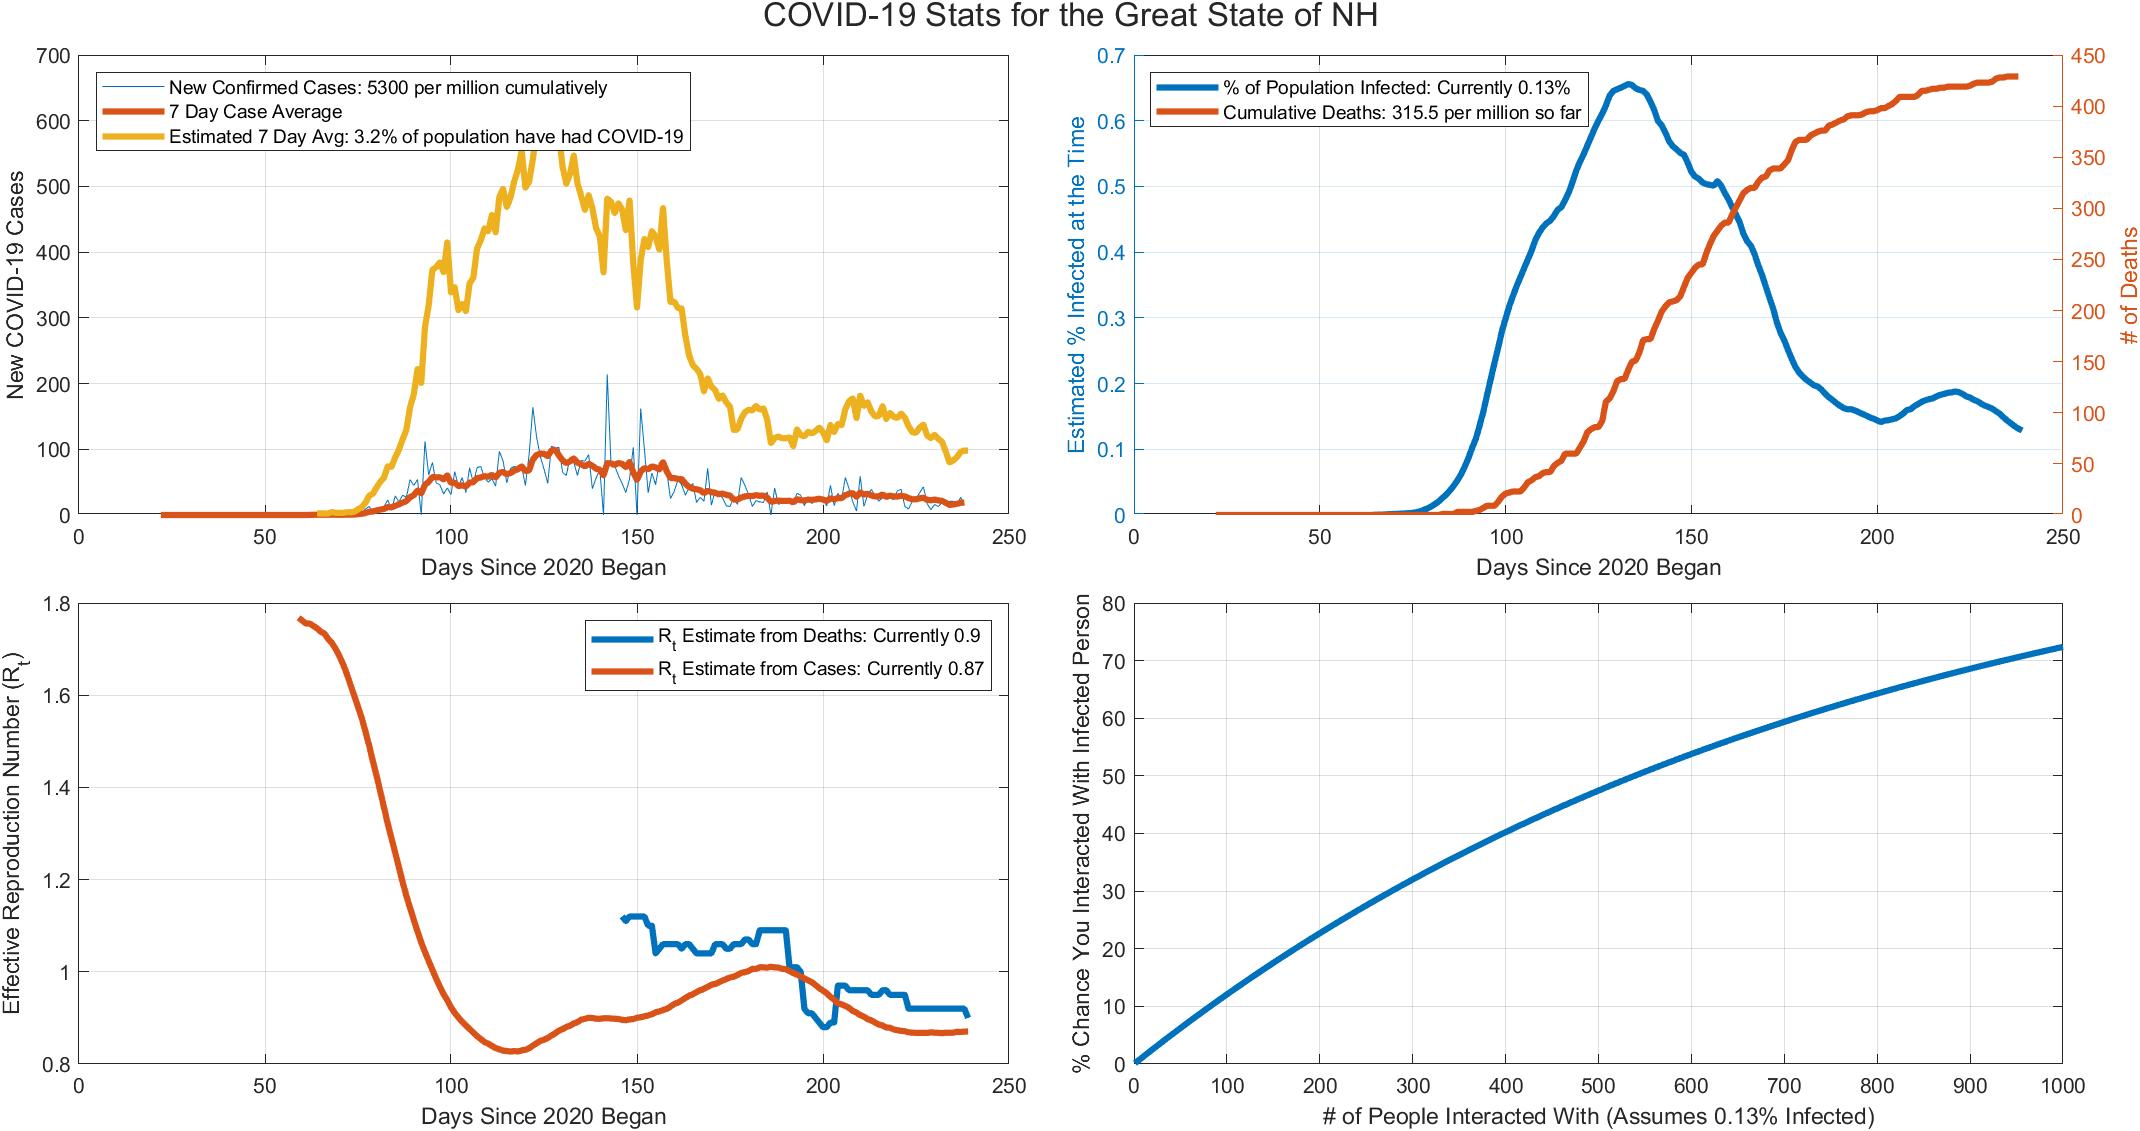 COVID-19 Stats for the Great State of NH
New COVID-19 Cases
700
600
500
400
300
200
100
0
New Confirmed Cases: 5300 per million cumulatively
7 Day Case Average
Estimated 7 Day Avg: 3.2% of population have had COVID-19
0 50 100 150 200 250
Days Since 2020 Began
Estimated % Infected at the Time
0.7
0.6
0.5
0.4
0.3
0.2
0.1
0
% of Population Infected: Currently 0.13%
Cumulative Deaths: 315.5 per million so far
450
400
350
300
250
200
150
100
50
0
# of Deaths
0 50 100 150 200 250
Days Since 2020 Began
Effective Reproduction Number (Rt)
1.8
1.6
1.4
1.2
1
0.8
Rt Estimate from Deaths: Currently 0.9
Rt Estimate from Cases: Currently 0.87
0 50 100 150 200 250
Days Since 2020 Began
% Chance You Interacted With Infected Person
80
70
60
50
40
30
20
10
0
0 100 200 300 400 500 600 700 800 900 1000
# of People Interacted With (Assumes 0.13% Infected)